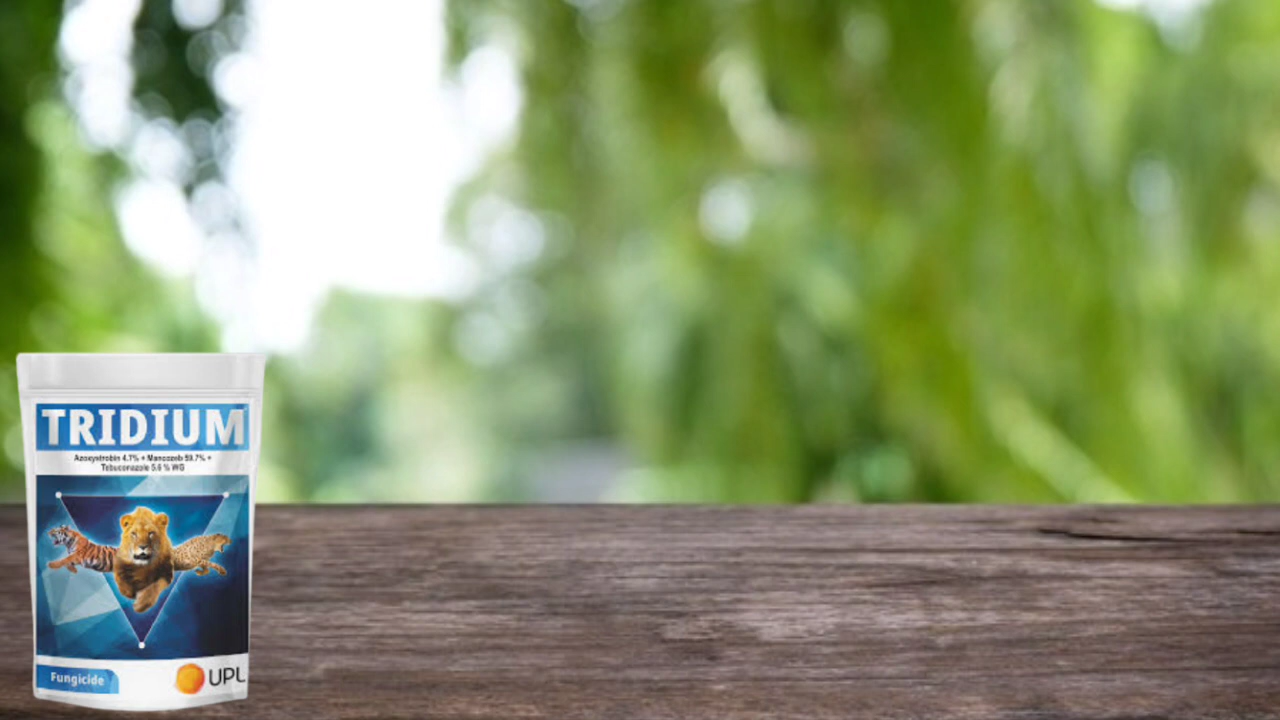 TRIDIUM
Azoxystrobin 4.7% + Mancozeb 59.7% +
Tebuconazole 5.6 % WG
Fungicide
UPL